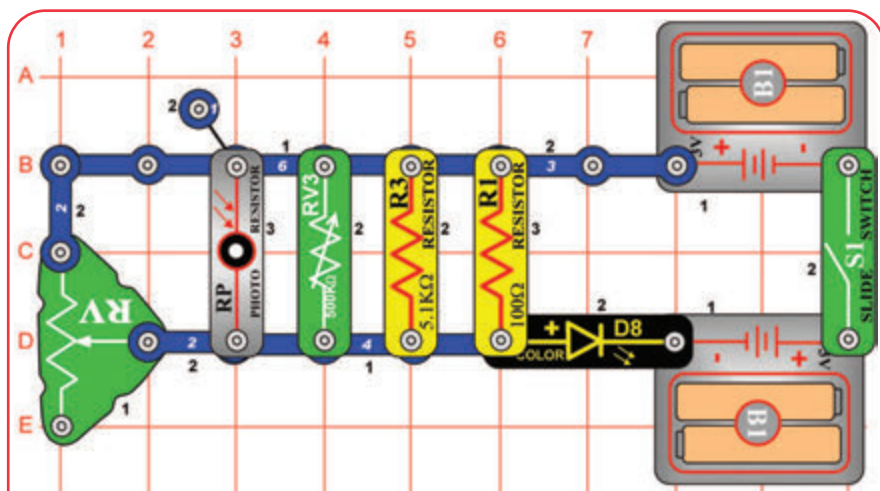 1 2 3 4 5 6 7
A
B1
2 1
3V
+ -
B
1
6
2
3
1
2
2
RP
PHOTO RESISTOR
3
RV3
500KΩ
2
R3
RESISTOR
5.1KΩ
2
R1
RESISTOR
100Ω
3
S1
SLIDE SWITCH
2
C
RV
1
D
2
2
4
1
+ D8
COLOR
2
1
- +
3V
B1
E